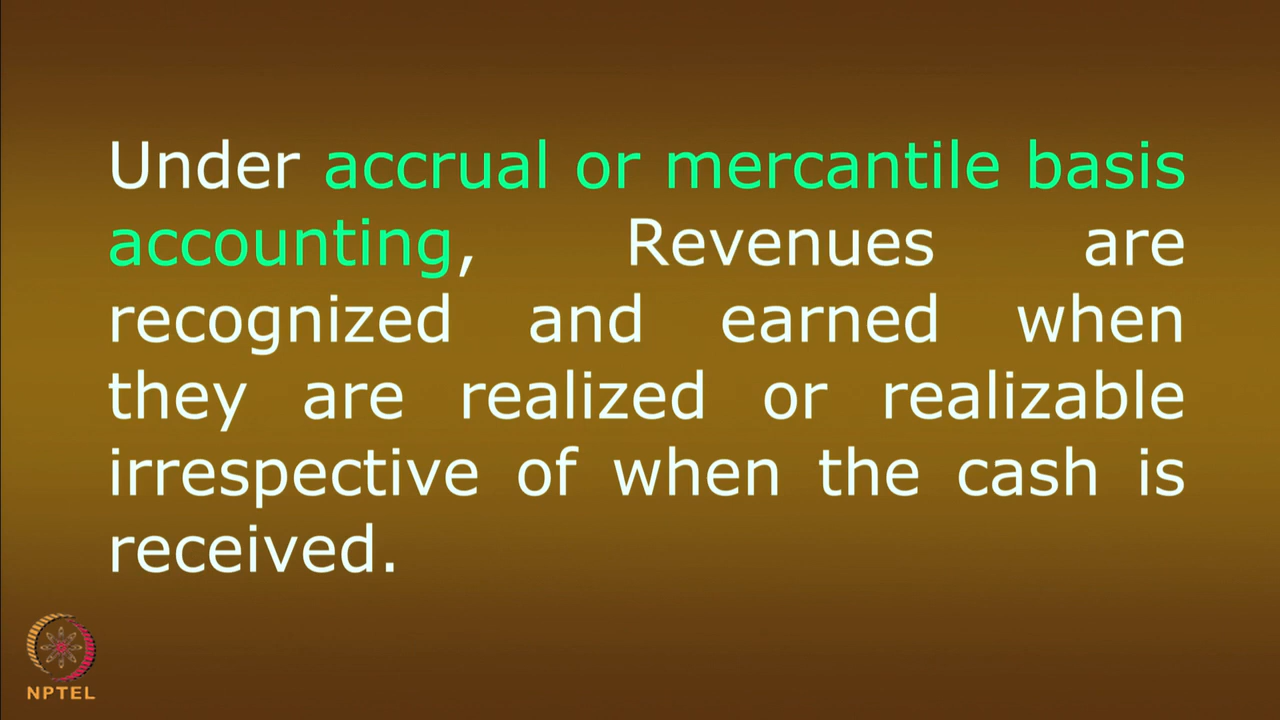 Under accrual or mercantile basis
accounting, Revenues are
recognized and earned when
they are realized or realizable
irrespective of when the cash is
received.
NPTEL